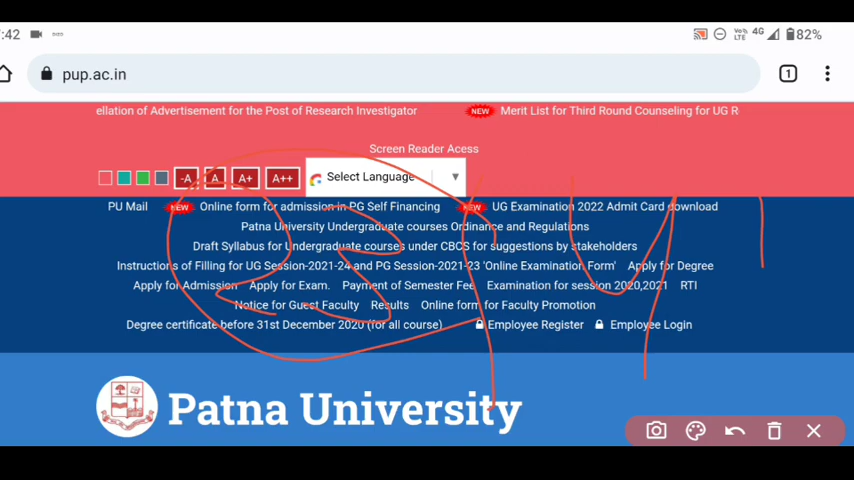 :42 Vo) LTE 4G 82%
pup.ac.in 1
ellation of Advertisement for the Post of Research Investigator NEW Merit List for Third Round Counseling for UG R
Screen Reader Acess
-A A A+ A++ Select Language ▼
PU Mail NEW Online form for admission in PG Self Financing NEW UG Examination 2022 Admit Card download
Patna University Undergraduate courses Ordinance and Regulations
Draft Syllabus for Undergraduate courses under CBCS for suggestions by stakeholders
Instructions of Filling for UG Session-2021-24 and PG Session-2021-23 'Online Examination Form' Apply for Degree
Apply for Admission Apply for Exam. Payment of Semester Fee Examination for session 2020,2021 RTI
Notice for Guest Faculty Results Online form for Faculty Promotion
Degree certificate before 31st December 2020 (for all course) Employee Register Employee Login
Patna University